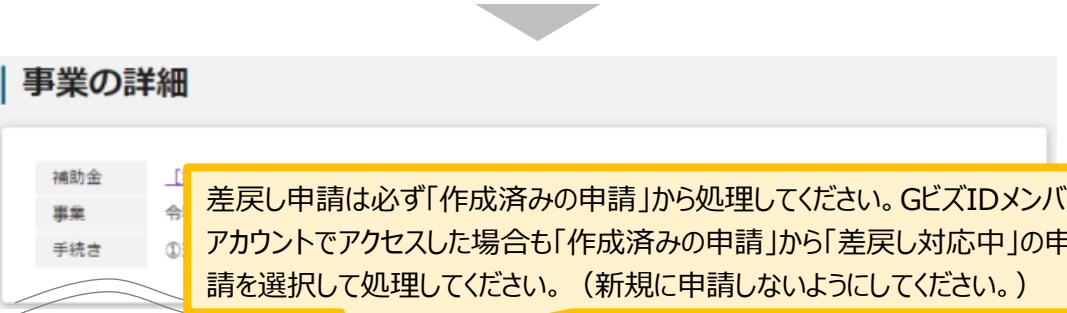 事業の詳細
補助金
差戻し申請は必ず「作成済みの申請」から処理してください。GビズIDメンバ
事業 令
アカウントでアクセスした場合も「作成済みの申請」から「差戻し対応中」の申
手続き ①
請を選択して処理してください。（新規に申請しないようにしてください。）